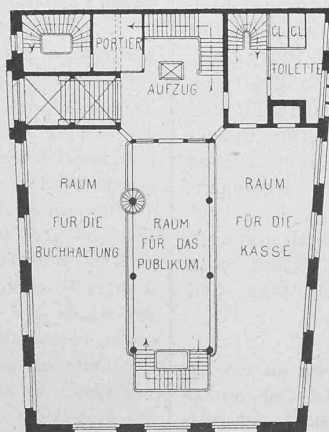 PORTIER
CL. CL.
TOILETTE
AUFZUG
RAUM
FÜR DIE
BUCHHALTUNG
RAUM
FÜR DAS
PUBLIKUM.
RAUM
FÜR DIE-
KASSE